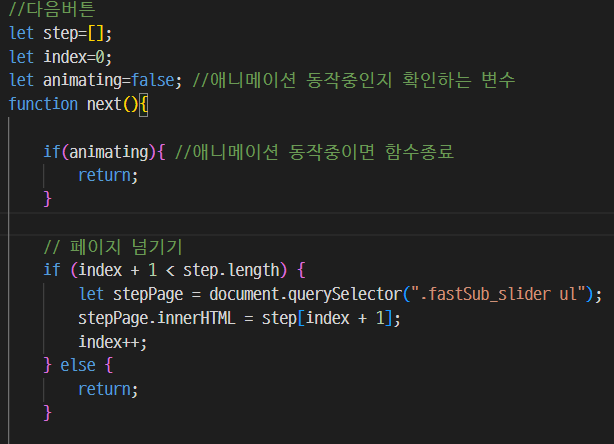 //다음버튼
let step=[];
let index=0;
let animating=false; //애니메이션 동작중인지 확인하는 변수
function next(){
if(animating){ //애니메이션 동작중이면 함수종료
return;
}
// 페이지 넘기기
if (index + 1 < step.length) {
let stepPage = document.querySelector(".fastSub_slider ul");
stepPage.innerHTML = step[index + 1];
index++;
} else {
return;
}